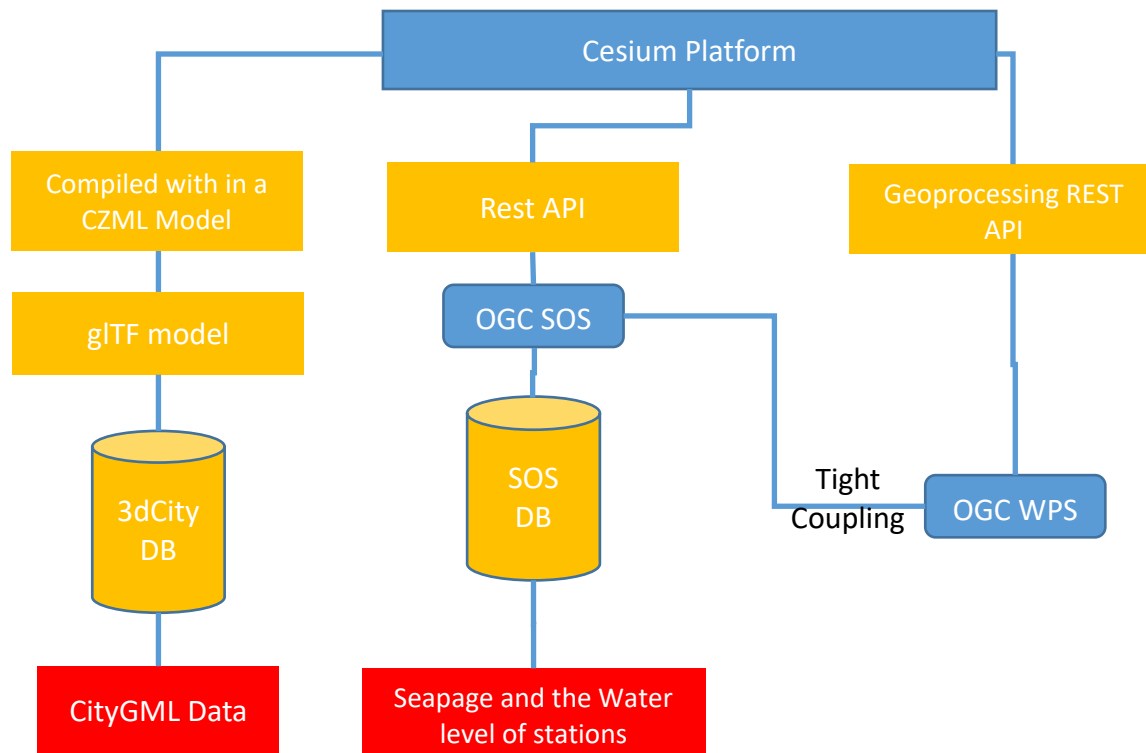 Cesium Platform
Compiled with in a
CZML Model
Rest API
Geoprocessing REST
API
glTF model
OGC SOS
3dCity
DB
SOS
DB
Tight
Coupling
OGC WPS
CityGML Data
Seapage and the Water
level of stations